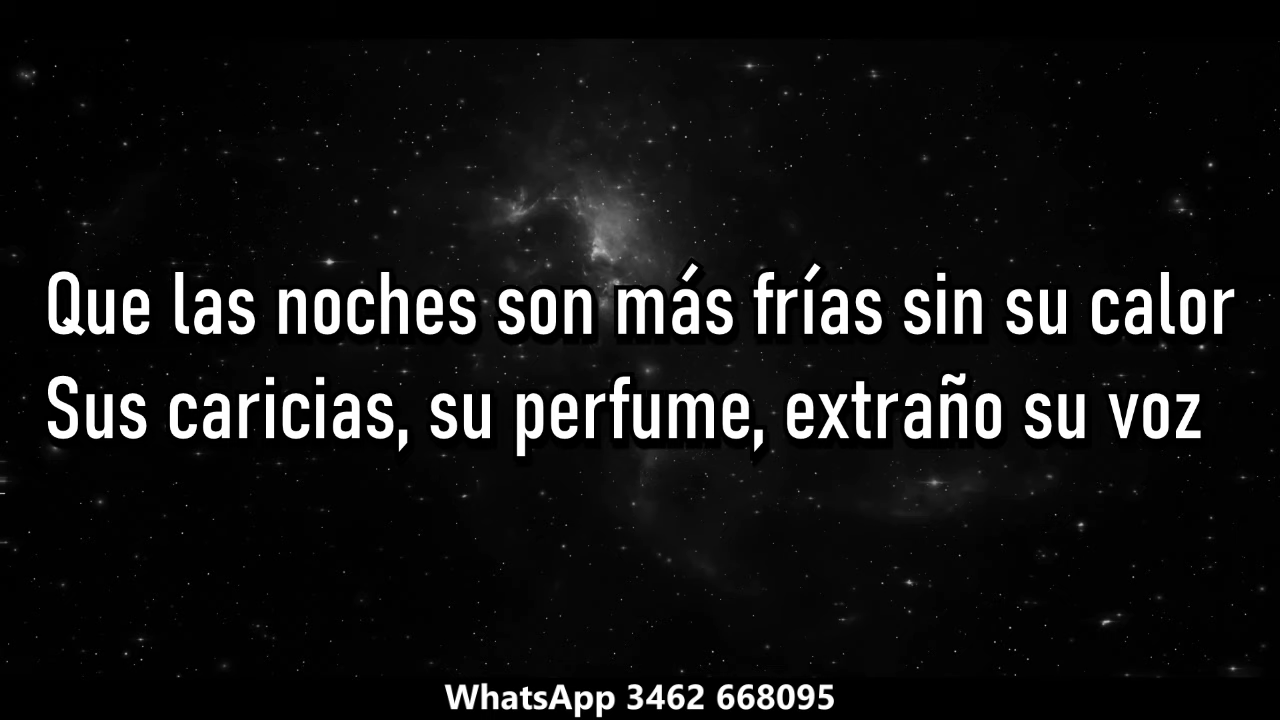 Que las noches son más frías sin su calor
Sus caricias, su perfume, extraño su voz
WhatsApp 3462 668095